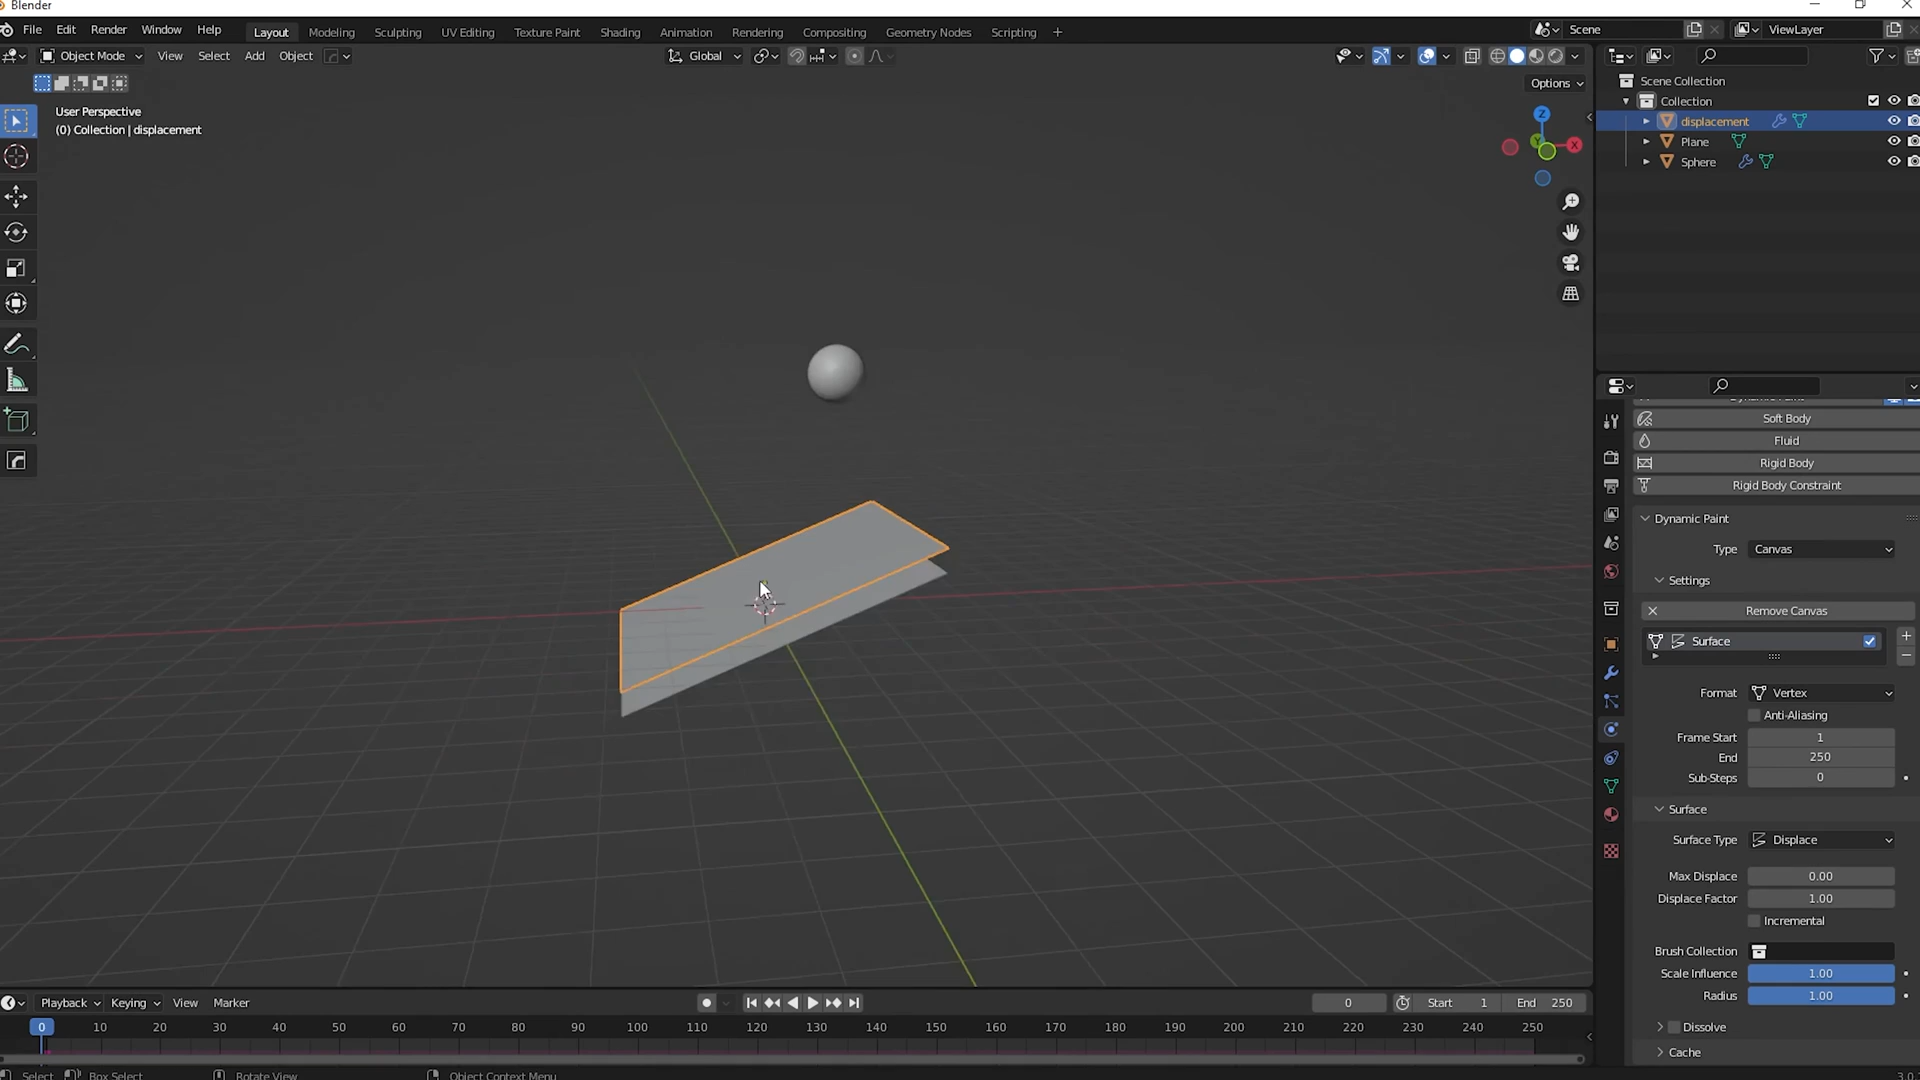 Blender
File Edit Render Window Help Layout Modeling Sculpting UV Editing Texture Paint Shading Animation Rendering Compositing Geometry Nodes Scripting + Scene ViewLayer
Object Mode View Select Add Object Global
Options
User Perspective
(0) Collection | displacement
Z
Y
X
Scene Collection
Collection
displacement
Plane
Sphere
Soft Body
Fluid
Rigid Body
Rigid Body Constraint
Dynamic Paint
Type Canvas
Settings
Remove Canvas
Surface
Format Vertex
Anti-Aliasing
Frame Start 1
End 250
Sub-Steps 0
Surface
Surface Type Displace
Max Displace 0.00
Displace Factor 1.00
Incremental
Brush Collection
Scale Influence 1.00
Radius 1.00
Dissolve
Cache
Playback Keying View Marker 0 Start 1 End 250
0 10 20 30 40 50 60 70 80 90 100 110 120 130 140 150 160 170 180 190 200 210 220 230 240 250
Select Box Select Rotate View Object Context Menu